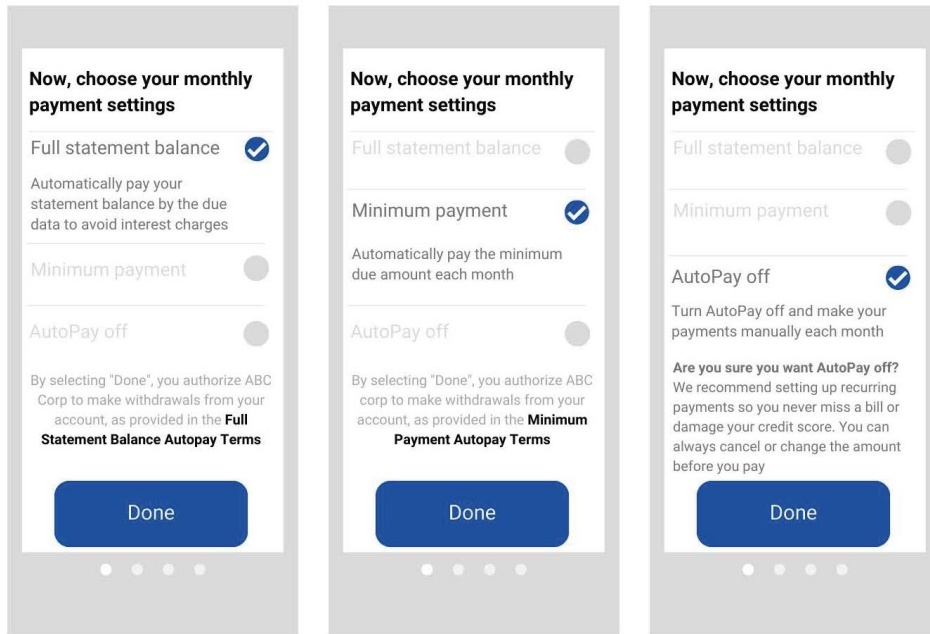 Now, choose your monthly
payment settings
Full statement balance
Automatically pay your
statement balance by the due
data to avoid interest charges
Minimum payment
AutoPay off
By selecting "Done", you authorize ABC
Corp to make withdrawals from your
account, as provided in the Full
Statement Balance Autopay Terms
Done
Now, choose your monthly
payment settings
Full statement balance
Minimum payment
Automatically pay the minimum
due amount each month
AutoPay off
By selecting "Done", you authorize ABC
corp to make withdrawals from your
account, as provided in the Minimum
Payment Autopay Terms
Done
Now, choose your monthly
payment settings
Full statement balance
Minimum payment
AutoPay off
Turn AutoPay off and make your
payments manually each month
Are you sure you want AutoPay off?
We recommend setting up recurring
payments so you never miss a bill or
damage your credit score. You can
always cancel or change the amount
before you pay
Done